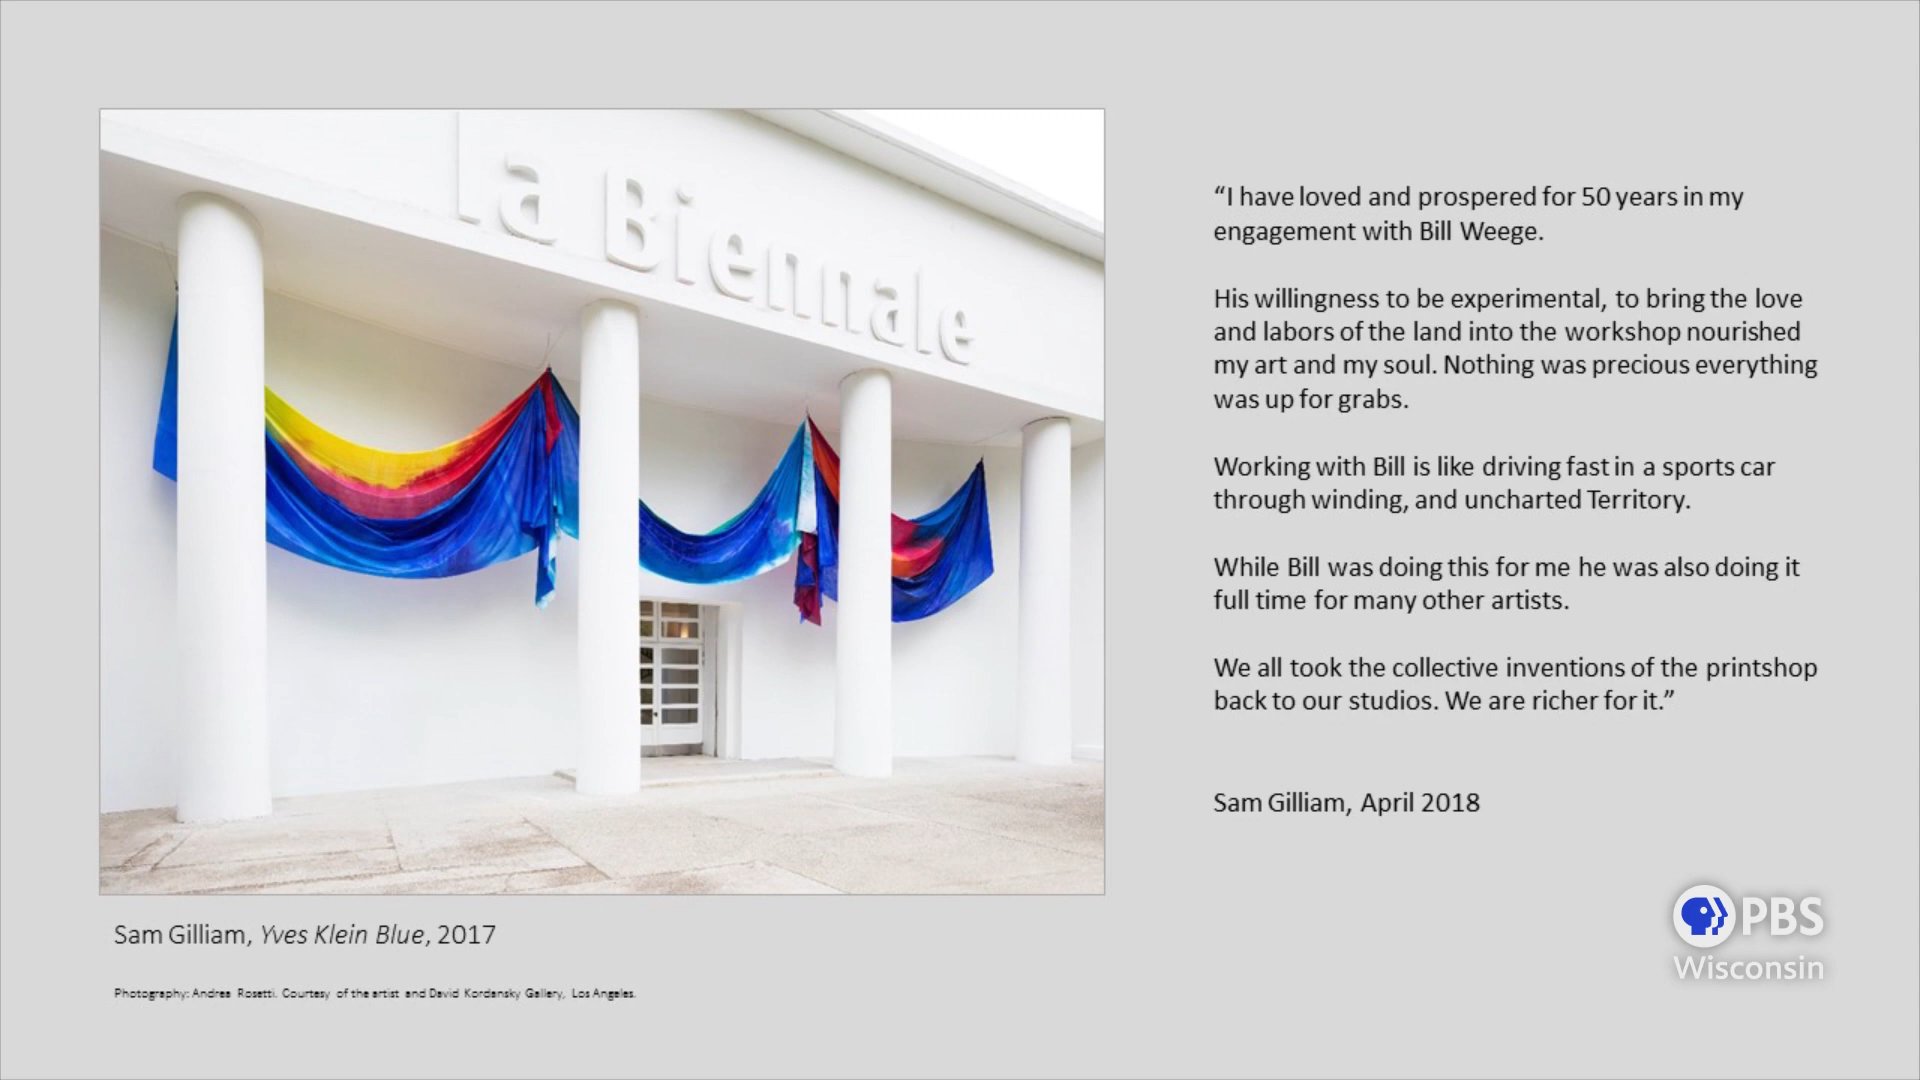 la Biennale
“I have loved and prospered for 50 years in my
engagement with Bill Weege.
His willingness to be experimental, to bring the love
and labors of the land into the workshop nourished
my art and my soul. Nothing was precious everything
was up for grabs.
Working with Bill is like driving fast in a sports car
through winding, and uncharted Territory.
While Bill was doing this for me he was also doing it
full time for many other artists.
We all took the collective inventions of the printshop
back to our studios. We are richer for it.”
Sam Gilliam, April 2018
Sam Gilliam, Yves Klein Blue, 2017
Photography: Andrea Rosetti. Courtesy of the artist and David Kordansky Gallery, Los Angeles.
PBS
Wisconsin